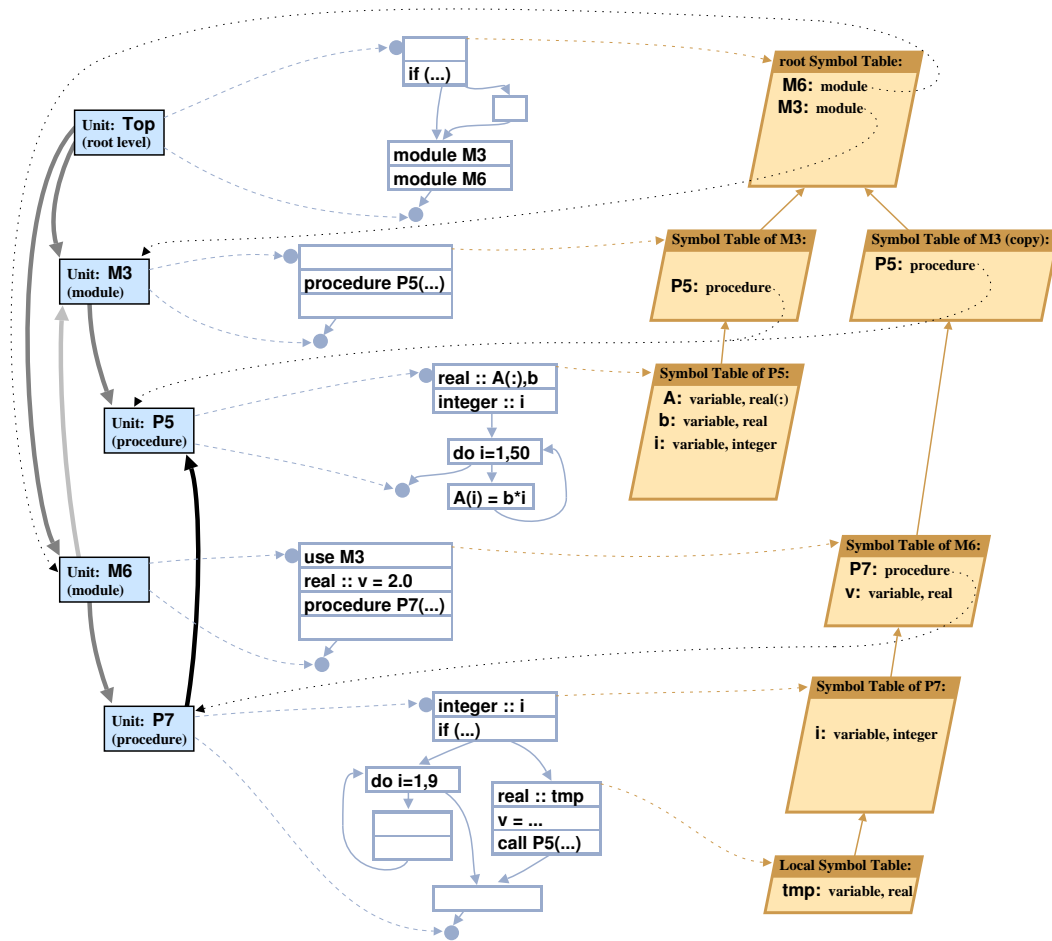 Unit: Top
(root level)
if (...)
module M3
module M6
root Symbol Table:
M6: module
M3: module
Unit: M3
(module)
procedure P5(...)
Symbol Table of M3:
P5: procedure
Symbol Table of M3 (copy):
P5: procedure
Unit: P5
(procedure)
real :: A(:),b
integer :: i
do i=1,50
A(i) = b*i
Symbol Table of P5:
A: variable, real(:)
b: variable, real
i: variable, integer
Unit: M6
(module)
use M3
real :: v = 2.0
procedure P7(...)
Symbol Table of M6:
P7: procedure
v: variable, real
Unit: P7
(procedure)
integer :: i
if (...)
do i=1,9
real :: tmp
v = ...
call P5(...)
Symbol Table of P7:
i: variable, integer
Local Symbol Table:
tmp: variable, real